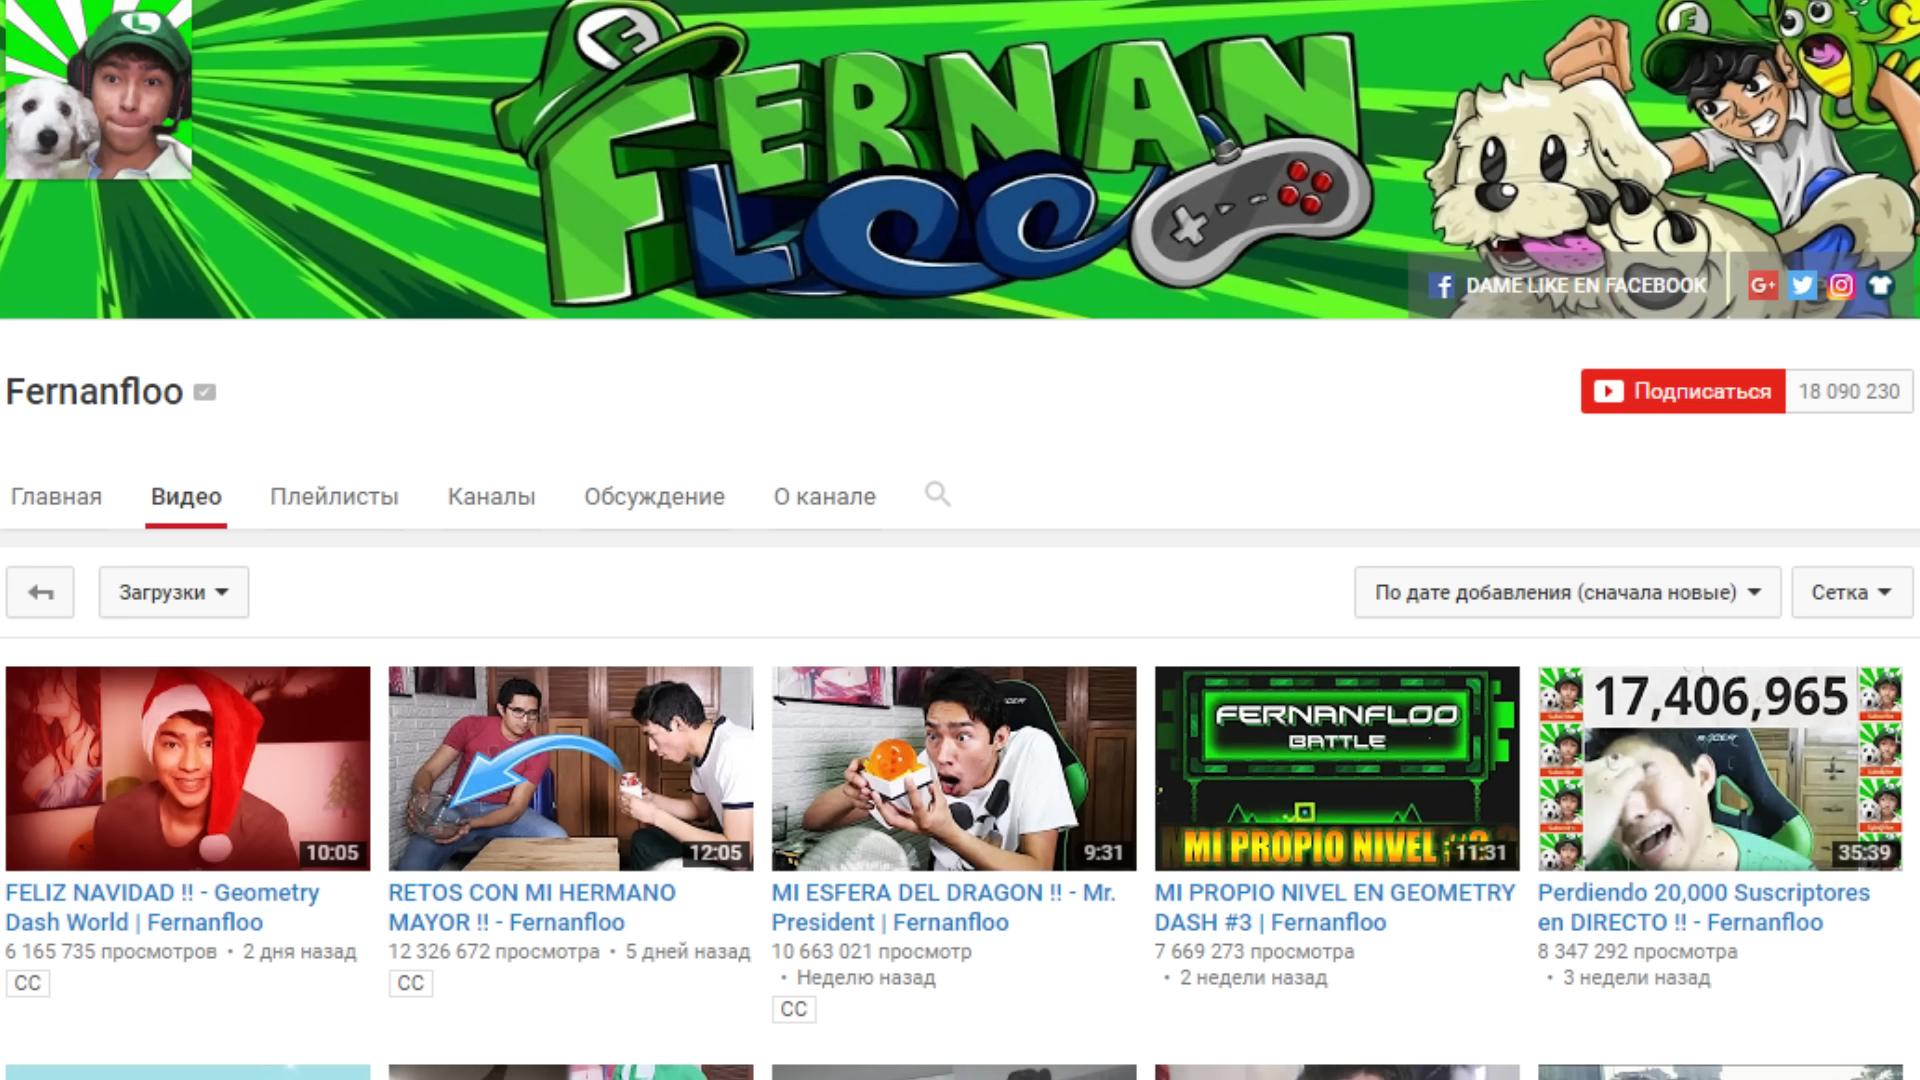 FERNAN
FLOO
DAME LIKE EN FACEBOOK
Fernanfloo
Подписаться 18 090 230
Главная Видео Плейлисты Каналы Обсуждение О канале
Загрузки По дате добавления (сначала новые) Сетка
10:05
12:05
9:31
FERNANFLOO
BATTLE
MI PROPIO NIVEL
11:31
17,406,965
35:39
FELIZ NAVIDAD !! - Geometry
Dash World | Fernanfloo
6 165 735 просмотров • 2 дня назад
CC
RETOS CON MI HERMANO
MAYOR !! - Fernanfloo
12 326 672 просмотра • 5 дней назад
CC
MI ESFERA DEL DRAGON !! - Mr.
President | Fernanfloo
10 663 021 просмотр
• Неделю назад
CC
MI PROPIO NIVEL EN GEOMETRY
DASH #3 | Fernanfloo
7 669 273 просмотра
• 2 недели назад
Perdiendo 20,000 Suscriptores
en DIRECTO !! - Fernanfloo
8 347 292 просмотра
• 3 недели назад